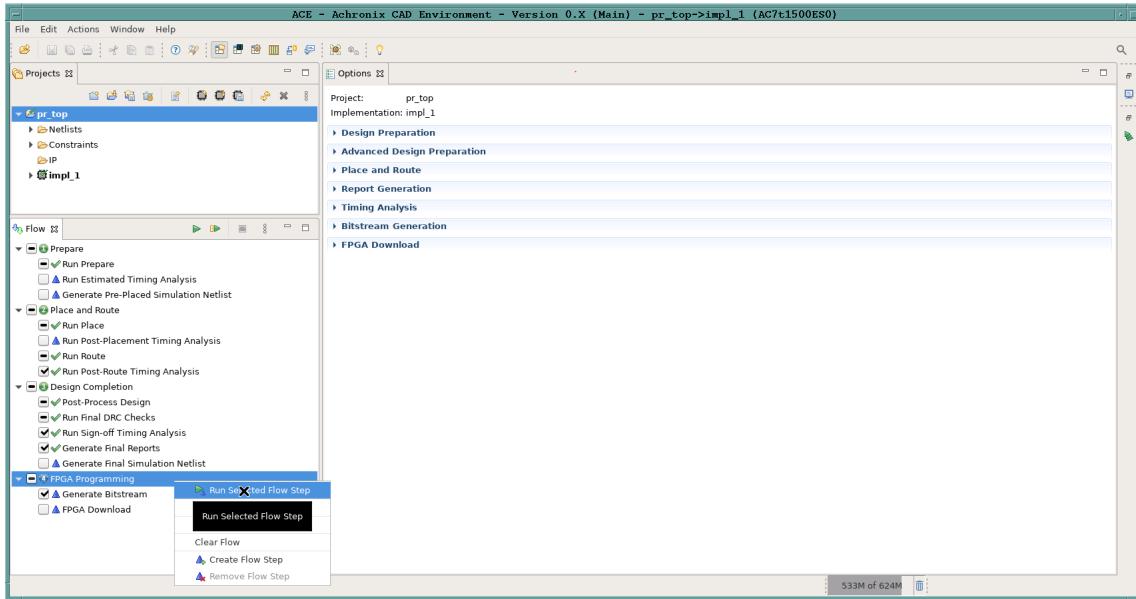 ACE - Achronix CAD Environment - Version 0.X (Main) - pr_top->impl_1 (AC7t1500ES0)
File Edit Actions Window Help
Projects
pr_top
Netlists
Constraints
IP
impl_1
Options
Project: pr_top
Implementation: impl_1
Design Preparation
Advanced Design Preparation
Place and Route
Report Generation
Timing Analysis
Bitstream Generation
FPGA Download
Flow
Prepare
Run Prepare
Run Estimated Timing Analysis
Generate Pre-Placed Simulation Netlist
Place and Route
Run Place
Run Post-Placement Timing Analysis
Run Route
Run Post-Route Timing Analysis
Design Completion
Post-Process Design
Run Final DRC Checks
Run Sign-off Timing Analysis
Generate Final Reports
Generate Final Simulation Netlist
FPGA Programming
Generate Bitstream
FPGA Download
Run Selected Flow Step
Run Selected Flow Step
Clear Flow
Create Flow Step
Remove Flow Step
533M of 624M